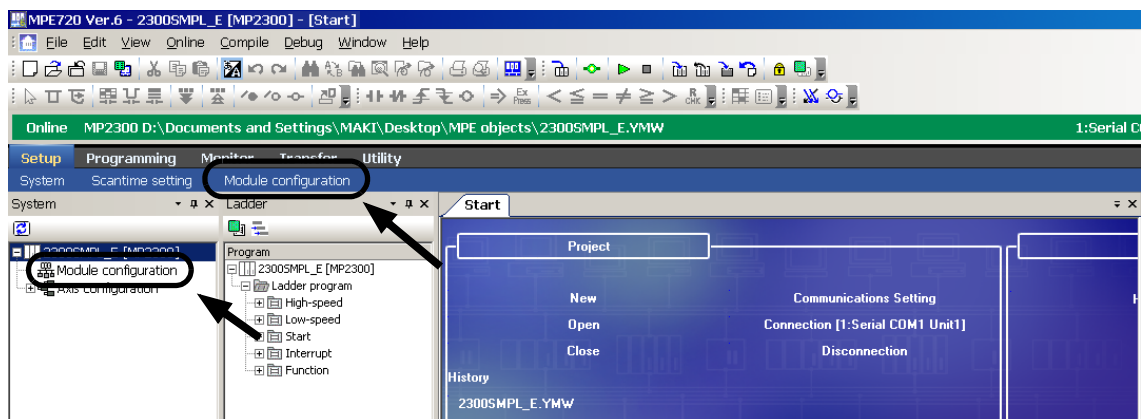 MPE720 Ver.6 - 2300SMPL_E [MP2300] - [Start]
File Edit View Online Compile Debug Window Help
Online MP2300 D:\Documents and Settings\MAKI\Desktop\MPE objects\2300SMPL_E.YMW 1:Serial C
Setup Programming Monitor Transfer Utility
System Scantime setting Module configuration
System
2300SMPL_E [MP2300]
Module configuration
Axis configuration
Ladder
Program
2300SMPL_E [MP2300]
Ladder program
High-speed
Low-speed
Start
Interrupt
Function
Start
Project
New Communications Setting
Open Connection [1:Serial COM1 Unit1]
Close Disconnection
History
2300SMPL_E.YMW